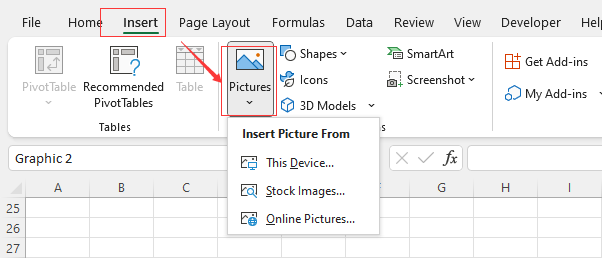 File Home Insert Page Layout Formulas Data Review View Developer Help
PivotTable
Recommended
PivotTables
Table
Tables
Pictures
Shapes
Icons
3D Models
SmartArt
Screenshot
Get Add-ins
My Add-ins
Insert Picture From
This Device...
Stock Images...
Online Pictures...
Graphic 2
fx
A B C D E F G H I
25
26
27